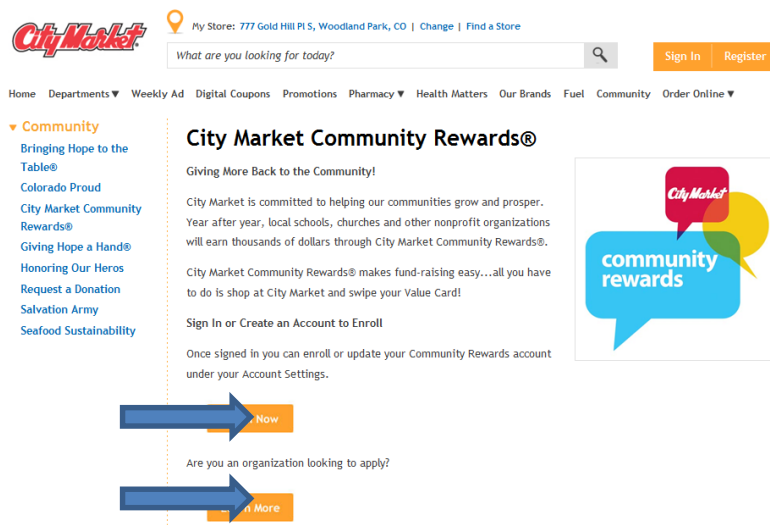 City Market
My Store: 777 Gold Hill Pl S, Woodland Park, CO | Change | Find a Store
What are you looking for today?
Sign In Register
Home Departments▼ Weekly Ad Digital Coupons Promotions Pharmacy▼ Health Matters Our Brands Fuel Community Order Online▼
Community
Bringing Hope to the
Table®
Colorado Proud
City Market Community
Rewards®
Giving Hope a Hand®
Honoring Our Heros
Request a Donation
Salvation Army
Seafood Sustainability
City Market Community Rewards®
Giving More Back to the Community!
City Market is committed to helping our communities grow and prosper.
Year after year, local schools, churches and other nonprofit organizations
will earn thousands of dollars through City Market Community Rewards®.
City Market Community Rewards® makes fund-raising easy...all you have
to do is shop at City Market and swipe your Value Card!
Sign In or Create an Account to Enroll
Once signed in you can enroll or update your Community Rewards account
under your Account Settings.
Now
Are you an organization looking to apply?
More
City Market
community
rewards